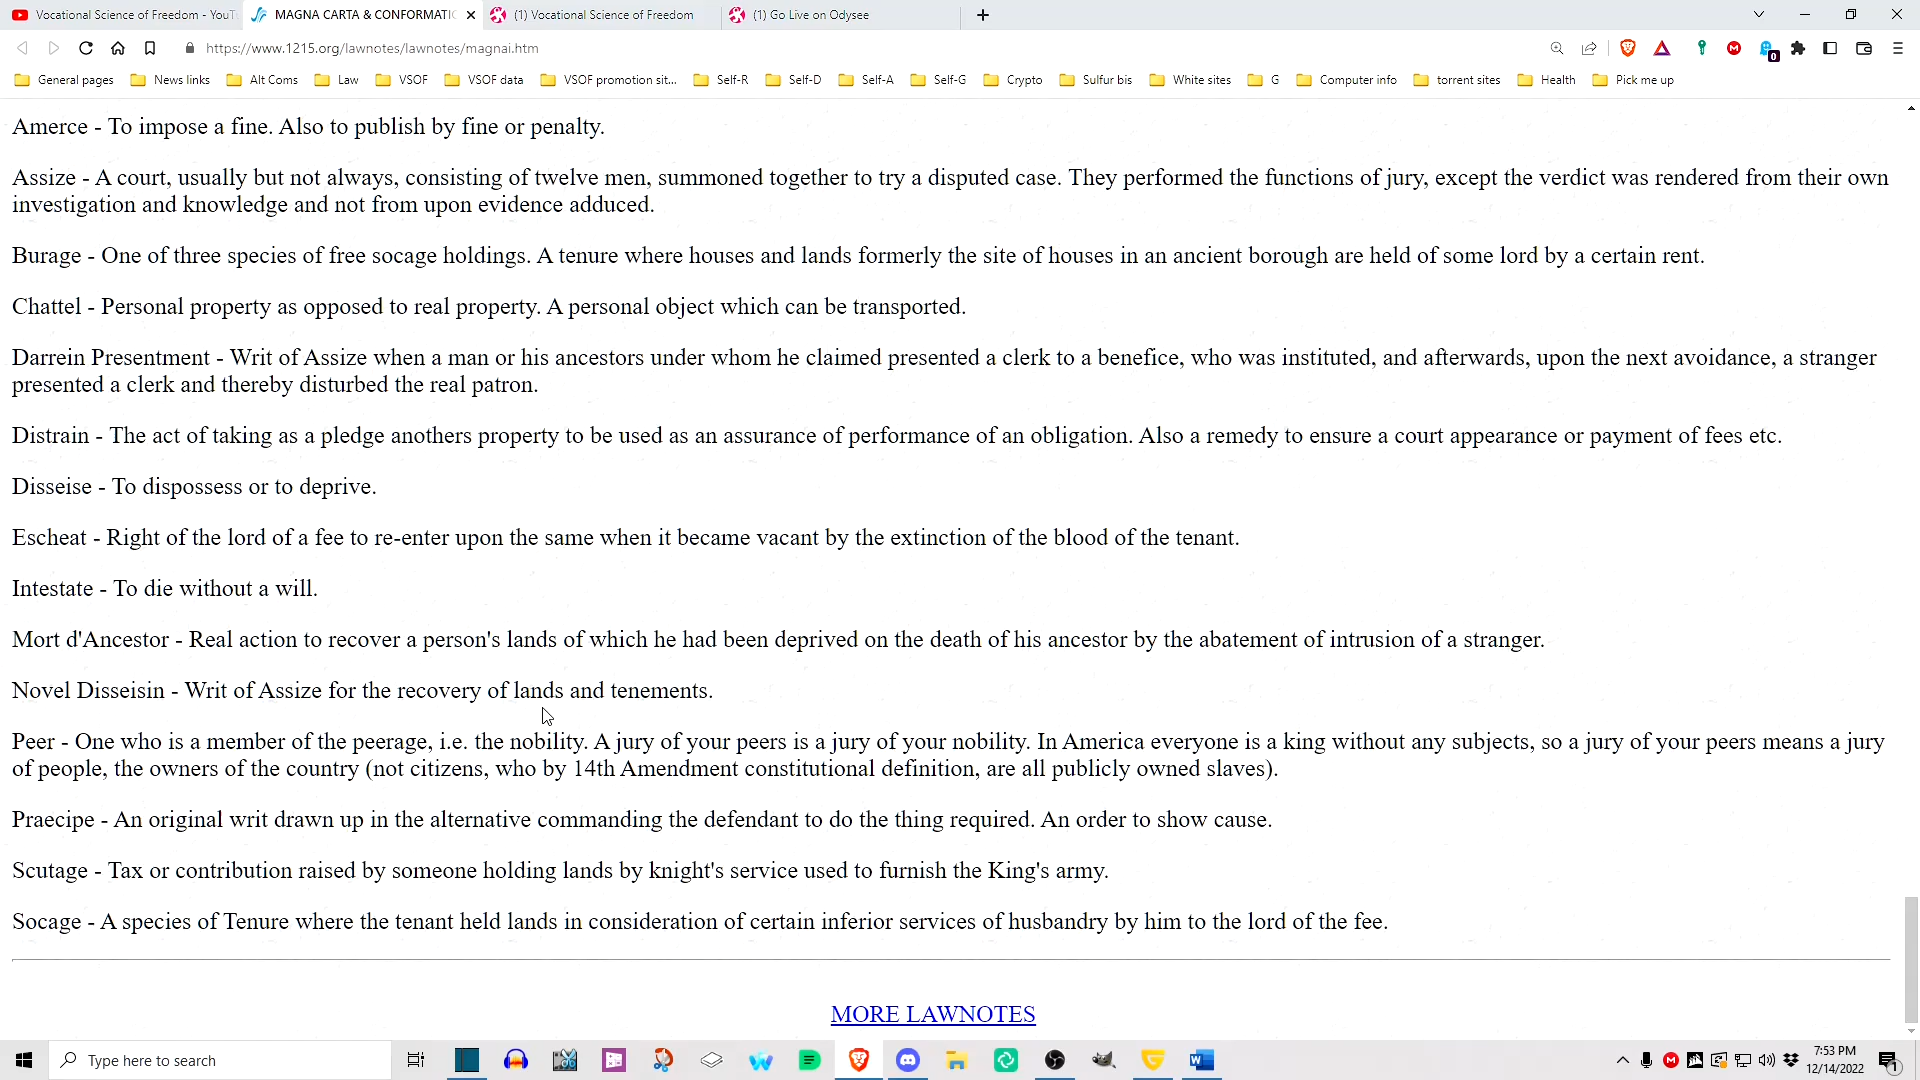 Vocational Science of Freedom - YouT
MAGNA CARTA & CONFORMATIC
(1) Vocational Science of Freedom
(1) Go Live on Odysee
https://www.1215.org/lawnotes/lawnotes/magnai.htm
0
General pages
News links
Alt Coms
Law
VSOF
VSOF data
VSOF promotion sit...
Self-R
Self-D
Self-A
Self-G
Crypto
Sulfur bis
White sites
G
Computer info
torrent sites
Health
Pick me up
Amerce - To impose a fine. Also to publish by fine or penalty.
Assize - A court, usually but not always, consisting of twelve men, summoned together to try a disputed case. They performed the functions of jury, except the verdict was rendered from their own
investigation and knowledge and not from upon evidence adduced.
Burage - One of three species of free socage holdings. A tenure where houses and lands formerly the site of houses in an ancient borough are held of some lord by a certain rent.
Chattel - Personal property as opposed to real property. A personal object which can be transported.
Darrein Presentment - Writ of Assize when a man or his ancestors under whom he claimed presented a clerk to a benefice, who was instituted, and afterwards, upon the next avoidance, a stranger
presented a clerk and thereby disturbed the real patron.
Distrain - The act of taking as a pledge anothers property to be used as an assurance of performance of an obligation. Also a remedy to ensure a court appearance or payment of fees etc.
Disseise - To dispossess or to deprive.
Escheat - Right of the lord of a fee to re-enter upon the same when it became vacant by the extinction of the blood of the tenant.
Intestate - To die without a will.
Mort d'Ancestor - Real action to recover a person's lands of which he had been deprived on the death of his ancestor by the abatement of intrusion of a stranger.
Novel Disseisin - Writ of Assize for the recovery of lands and tenements.
Peer - One who is a member of the peerage, i.e. the nobility. A jury of your peers is a jury of your nobility. In America everyone is a king without any subjects, so a jury of your peers means a jury
of people, the owners of the country (not citizens, who by 14th Amendment constitutional definition, are all publicly owned slaves).
Praecipe - An original writ drawn up in the alternative commanding the defendant to do the thing required. An order to show cause.
Scutage - Tax or contribution raised by someone holding lands by knight's service used to furnish the King's army.
Socage - A species of Tenure where the tenant held lands in consideration of certain inferior services of husbandry by him to the lord of the fee.
MORE LAWNOTES
Type here to search
7:53 PM
12/14/2022
1